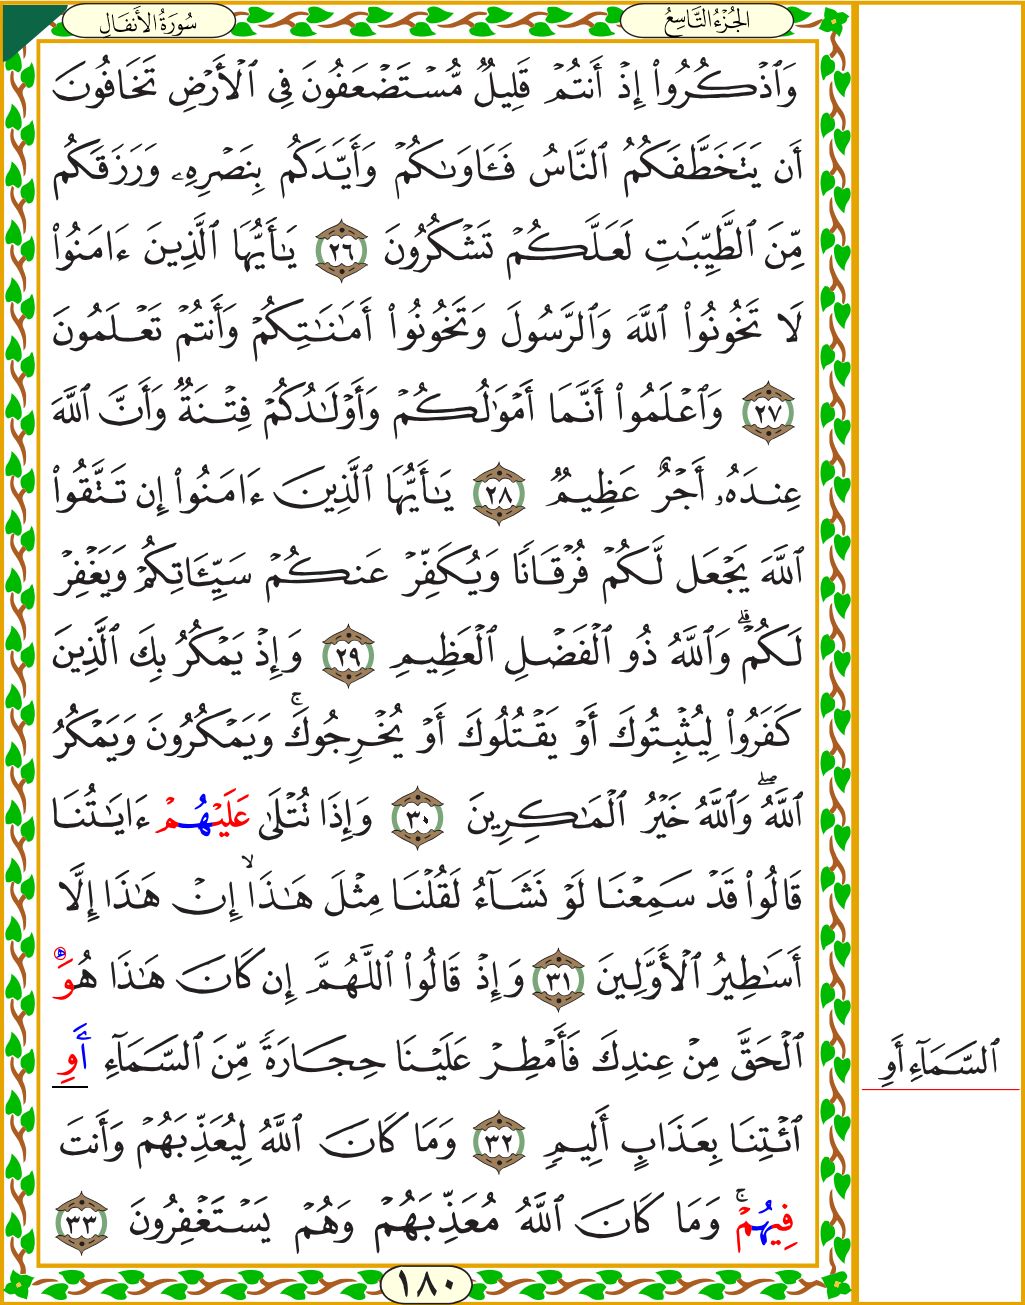 الجُزْءُ التَّاسِعُ
سُورَةُ الأَنفَالِ
وَٱذۡكُرُوٓاْ إِذۡ أَنتُمۡ قَلِيلٞ مُّسۡتَضۡعَفُونَ فِي ٱلۡأَرۡضِ تَخَافُونَ
أَن يَتَخَطَّفَكُمُ ٱلنَّاسُ فَـَٔاوَىٰكُمۡ وَأَيَّدَكُم بِنَصۡرِهِۦ وَرَزَقَكُم
مِّنَ ٱلطَّيِّبَٰتِ لَعَلَّكُمۡ تَشۡكُرُونَ ٢٦ يَٰٓأَيُّهَا ٱلَّذِينَ ءَامَنُواْ
لَا تَخُونُواْ ٱللَّهَ وَٱلرَّسُولَ وَتَخُونُوٓاْ أَمَٰنَٰتِكُمۡ وَأَنتُمۡ تَعۡلَمُونَ
٢٧ وَٱعۡلَمُوٓاْ أَنَّمَآ أَمۡوَٰلُكُمۡ وَأَوۡلَٰدُكُمۡ فِتۡنَةٞ وَأَنَّ ٱللَّهَ
عِندَهُۥٓ أَجۡرٌ عَظِيمٞ ٢٨ يَٰٓأَيُّهَا ٱلَّذِينَ ءَامَنُوٓاْ إِن تَتَّقُواْ
ٱللَّهَ يَجۡعَل لَّكُمۡ فُرۡقَانٗا وَيُكَفِّرۡ عَنكُمۡ سَيِّـَٔاتِكُمۡ وَيَغۡفِرۡ
لَكُمۡۗ وَٱللَّهُ ذُو ٱلۡفَضۡلِ ٱلۡعَظِيمِ ٢٩ وَإِذۡ يَمۡكُرُ بِكَ ٱلَّذِينَ
كَفَرُواْ لِيُثۡبِتُوكَ أَوۡ يَقۡتُلُوكَ أَوۡ يُخۡرِجُوكَۚ وَيَمۡكُرُونَ وَيَمۡكُرُ
ٱللَّهُۖ وَٱللَّهُ خَيۡرُ ٱلۡمَٰكِرِينَ ٣٠ وَإِذَا تُتۡلَىٰ عَلَيۡهُمۡ ءَايَٰتُنَا
قَالُواْ قَدۡ سَمِعۡنَا لَوۡ نَشَآءُ لَقُلۡنَا مِثۡلَ هَٰذَآۙ إِنۡ هَٰذَآ إِلَّآ
أَسَٰطِيرُ ٱلۡأَوَّلِينَ ٣١ وَإِذۡ قَالُواْ ٱللَّهُمَّ إِن كَانَ هَٰذَا هُوَ
ٱلۡحَقَّ مِنۡ عِندِكَ فَأَمۡطِرۡ عَلَيۡنَا حِجَارَةٗ مِّنَ ٱلسَّمَآءِ أَوِ
ٱلسَّمَآءِ أَوِ
ٱئۡتِنَا بِعَذَابٍ أَلِيمٖ ٣٢ وَمَا كَانَ ٱللَّهُ لِيُعَذِّبَهُمۡ وَأَنتَ
فِيهُمۡۚ وَمَا كَانَ ٱللَّهُ مُعَذِّبَهُمۡ وَهُمۡ يَسۡتَغۡفِرُونَ ٣٣
١٨٠